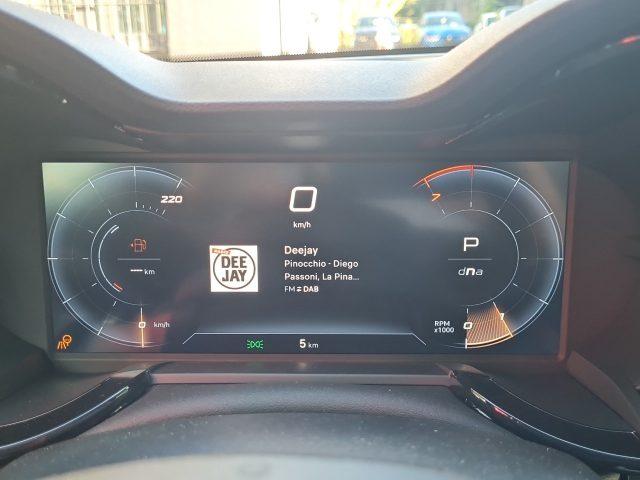 220
0
km/h
7
Deejay
Pinocchio - Diego
Passoni, La Pina...
FM DAB
DEE
JAY
---- km
P
dna
0 km/h
RPM
x1000
0
1
5 km